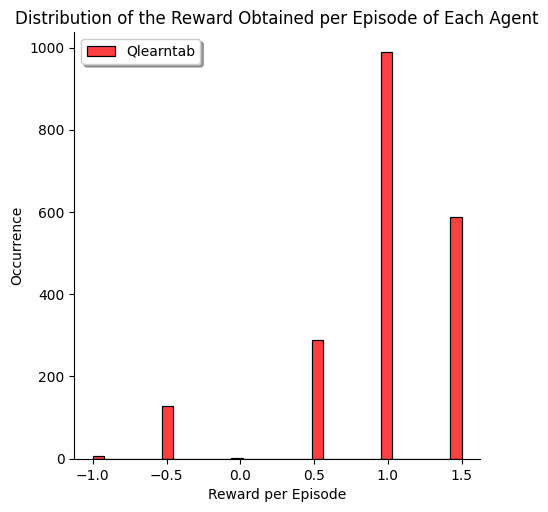 Distribution of the Reward Obtained per Episode of Each Agent
Qlearntab
1000
800
600
400
200
0
Occurrence
−1.0 −0.5 0.0 0.5 1.0 1.5
Reward per Episode